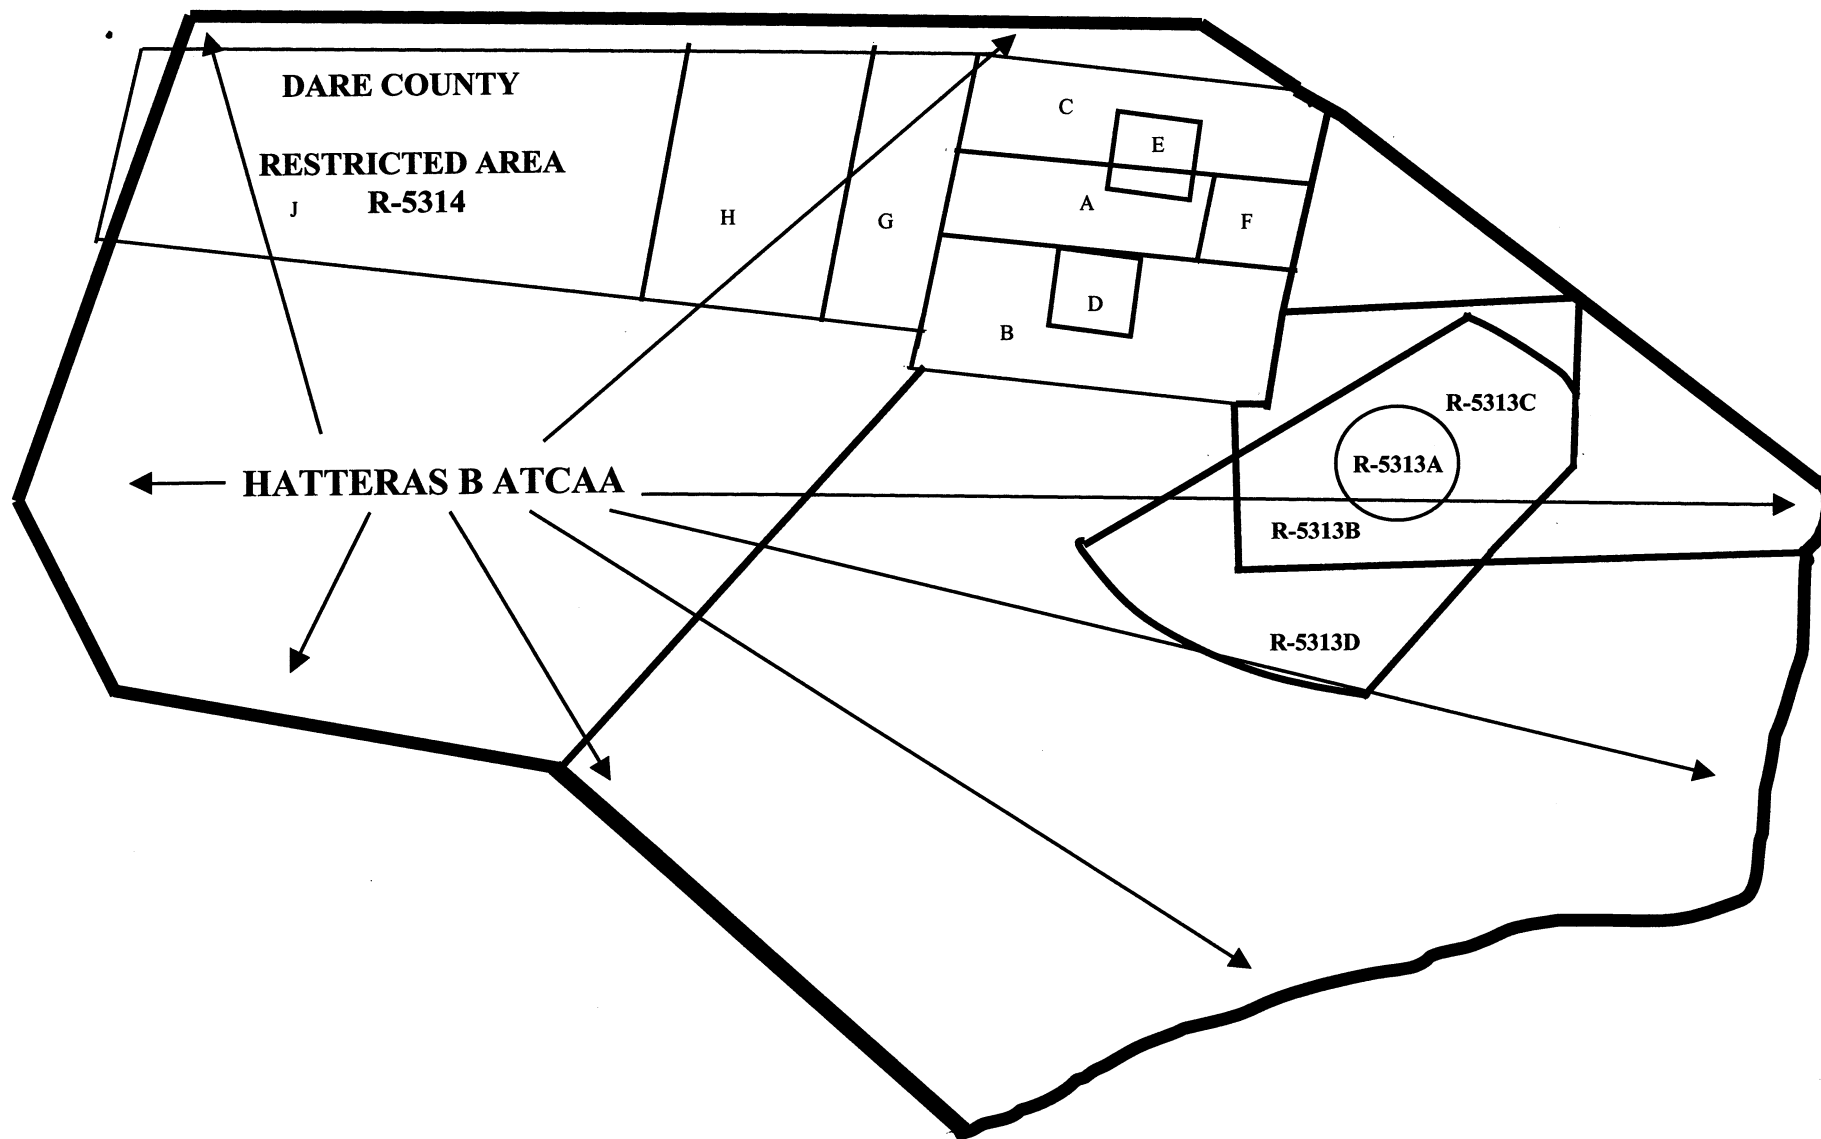 DARE COUNTY
C
E
RESTRICTED AREA
J R-5314
H
G
A
F
D
B
R-5313C
R-5313A
HATTERAS B ATCAA
R-5313B
R-5313D